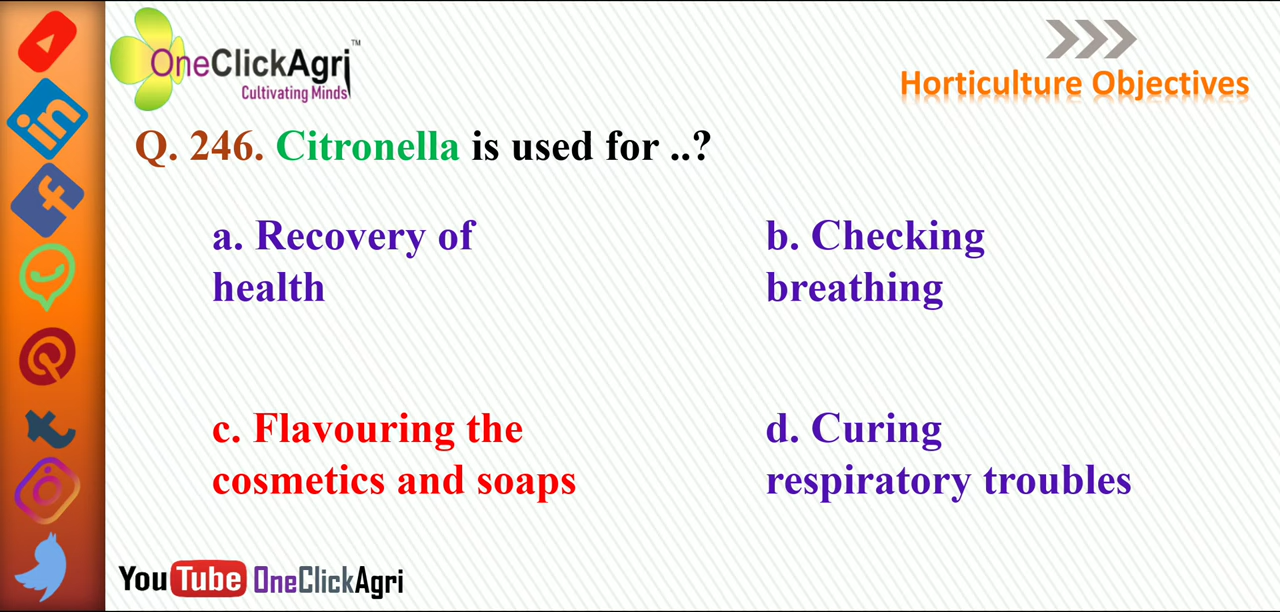 OneClickAgri™
Cultivating Minds
Horticulture Objectives
Q. 246. Citronella is used for ..?
a. Recovery of
health
b. Checking
breathing
c. Flavouring the
cosmetics and soaps
d. Curing
respiratory troubles
YouTube OneClickAgri